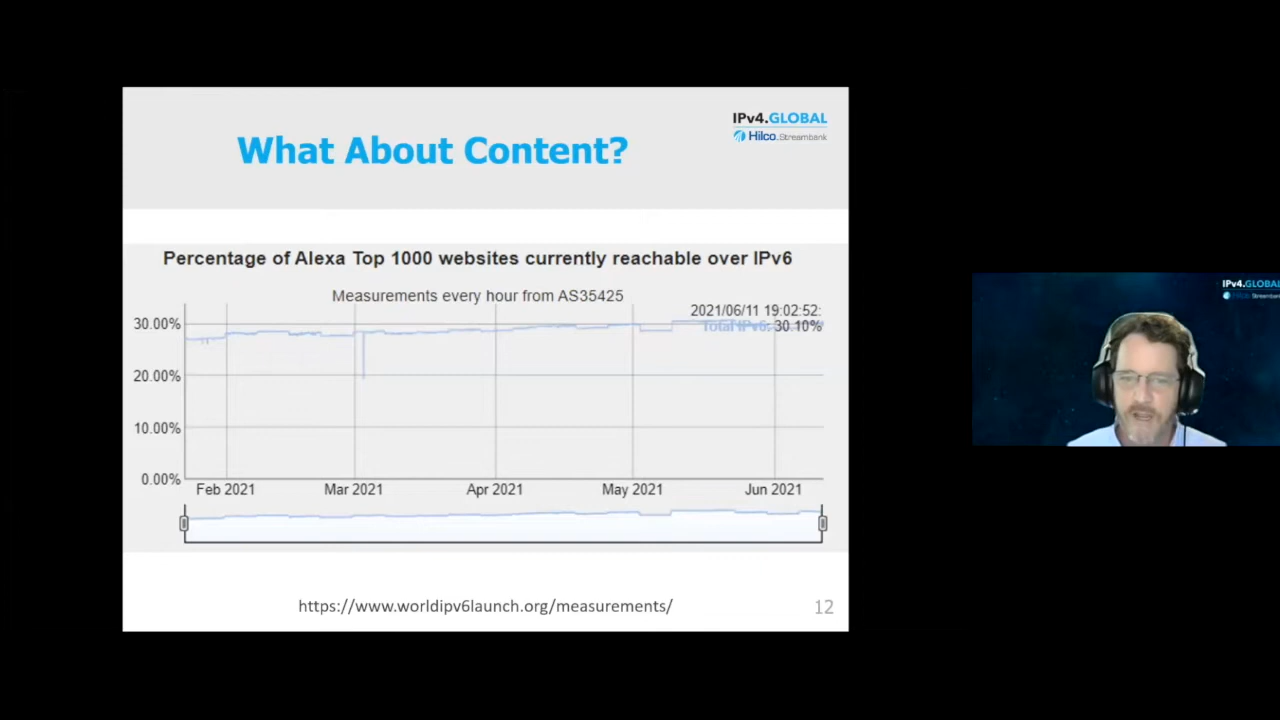 What About Content?
IPv4.GLOBAL
Hilco.Streambank
Percentage of Alexa Top 1000 websites currently reachable over IPv6
Measurements every hour from AS35425
2021/06/11 19:02:52:
Total IPv6: 30.10%
30.00%
20.00%
10.00%
0.00%
Feb 2021
Mar 2021
Apr 2021
May 2021
Jun 2021
https://www.worldipv6launch.org/measurements/
12
IPv4.GLOBAL